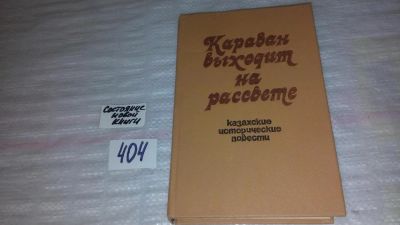 Караван
выходит
на
рассвете
казахские
исторические
повести
Состояние
новой
книги
404